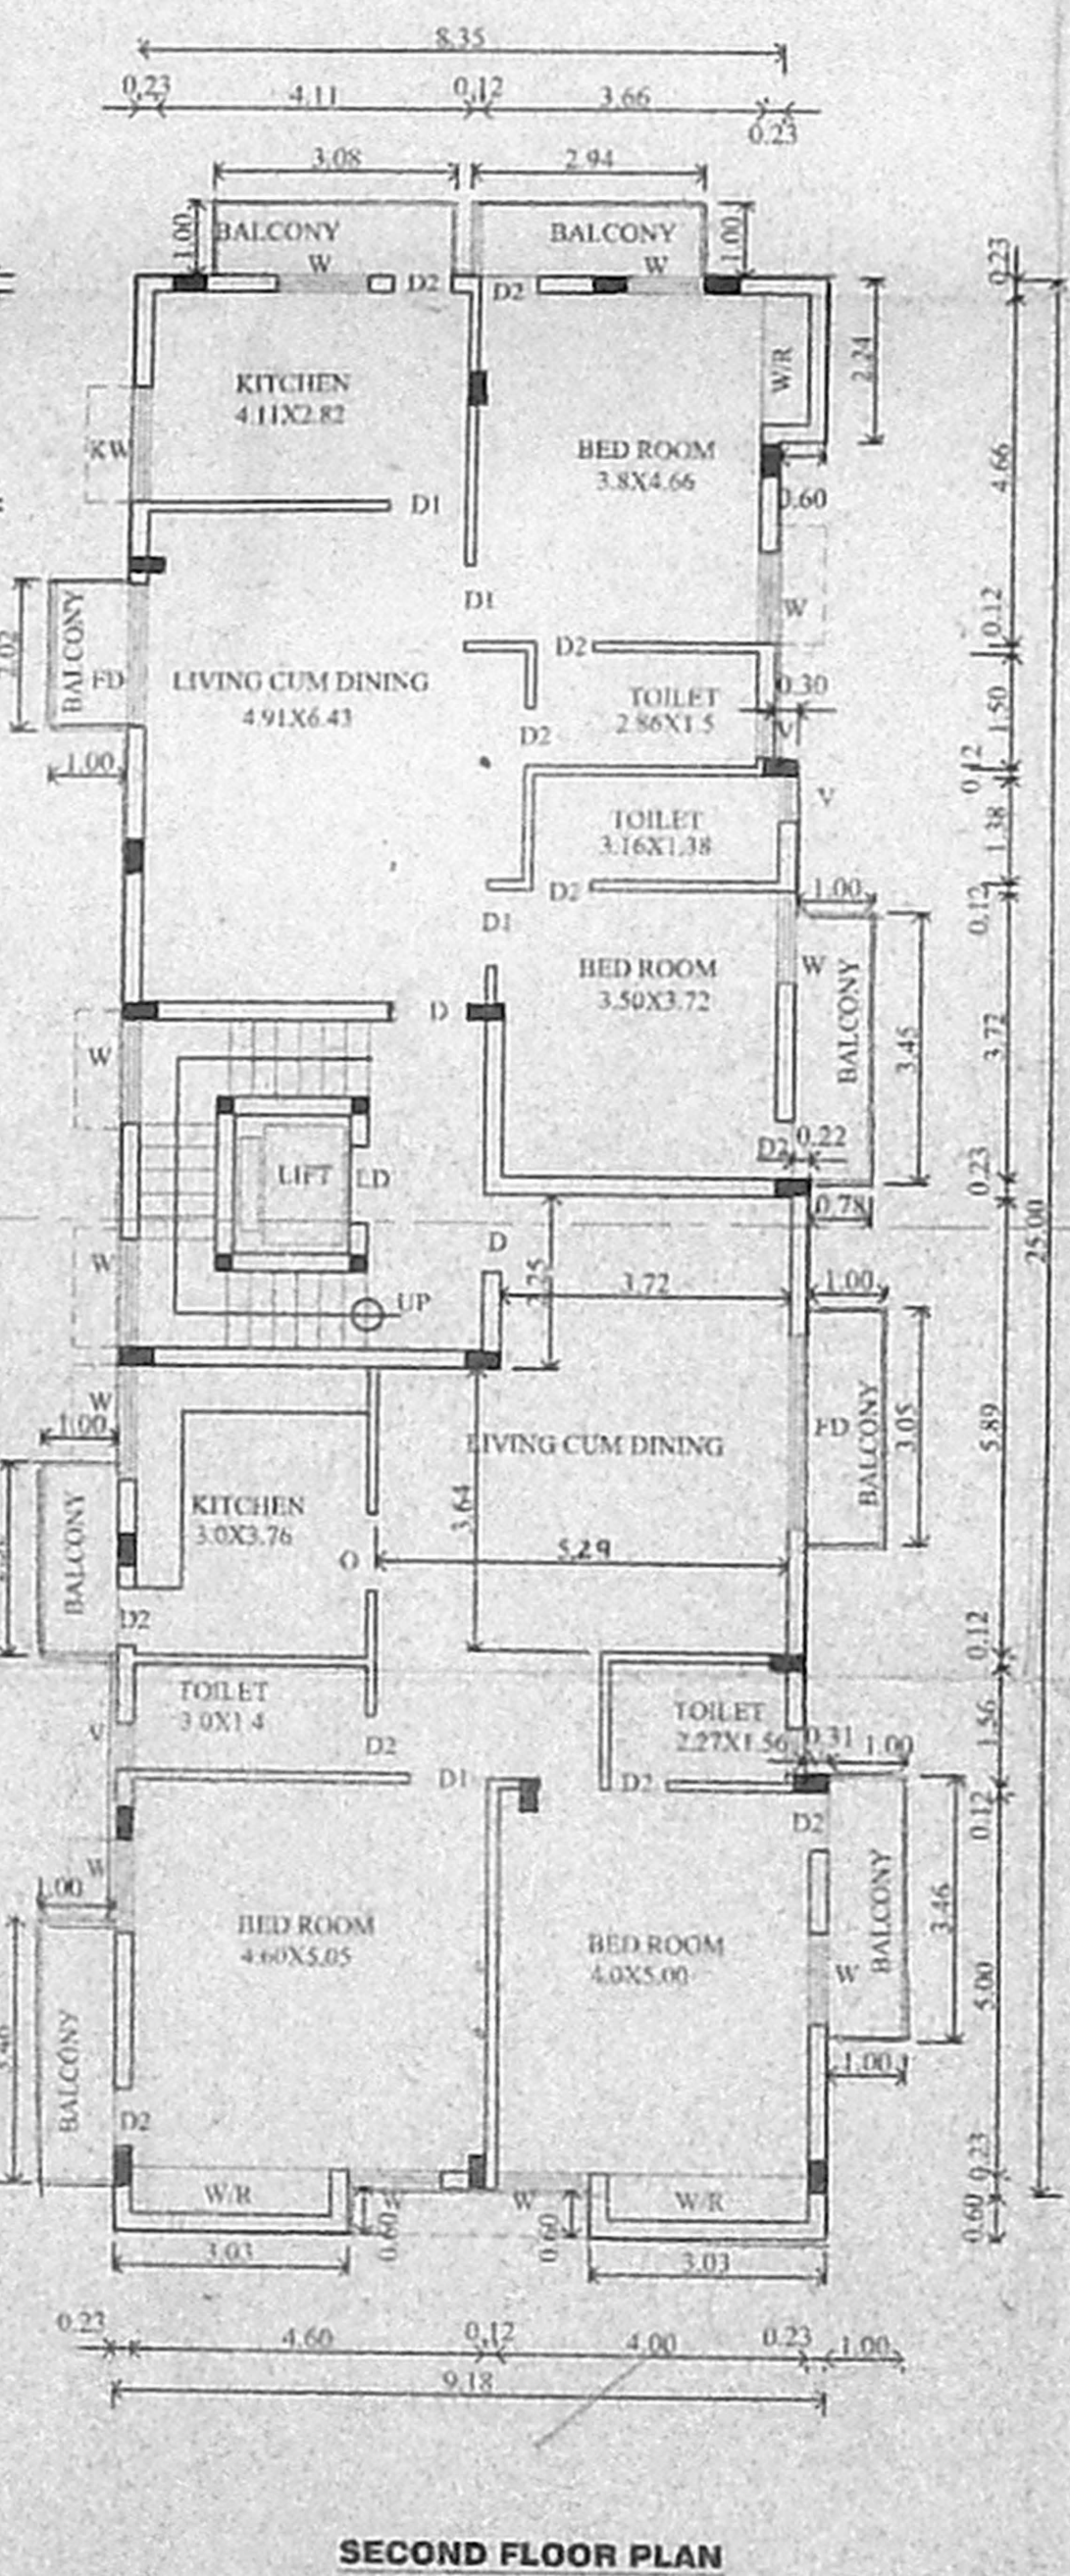 8.35
0.23
4.11
0.12
3.66
0.23
3.08
2.94
1.00
BALCONY
BALCONY
1.00
0.23
W
W
D2
D2
W/R
2.24
KITCHEN
4.11X2.82
KW
BED ROOM
3.8X4.66
4.66
D1
0.60
D1
W
0.12
D2
BALCONY
FD
LIVING CUM DINING
4.91X6.43
TOILET
2.86X1.5
0.30
1.50
D2
V
1.00
0.12
V
TOILET
3.16X1.38
1.38
D2
1.00
0.12
D1
BED ROOM
3.50X3.72
W
BALCONY
3.45
3.72
D
W
D2
0.22
LIFT
LD
0.23
0.78
25.00
D
W
3.72
1.00
UP
W
1.00
LIVING CUM DINING
FD
BALCONY
3.05
5.89
KITCHEN
3.0X3.76
BALCONY
3.64
O
5.29
D2
0.12
TOILET
3.0X1.4
V
D2
TOILET
2.27X1.56
0.31
1.00
1.56
D1
D2
D2
0.12
W
1.00
BED ROOM
4.60X5.05
BED ROOM
4.0X5.00
W
BALCONY
3.46
5.00
BALCONY
1.00
D2
0.23
W/R
W
W
W/R
0.60
0.60
0.60
3.03
3.03
0.23
4.60
0.12
4.00
0.23
1.00
9.18
SECOND FLOOR PLAN